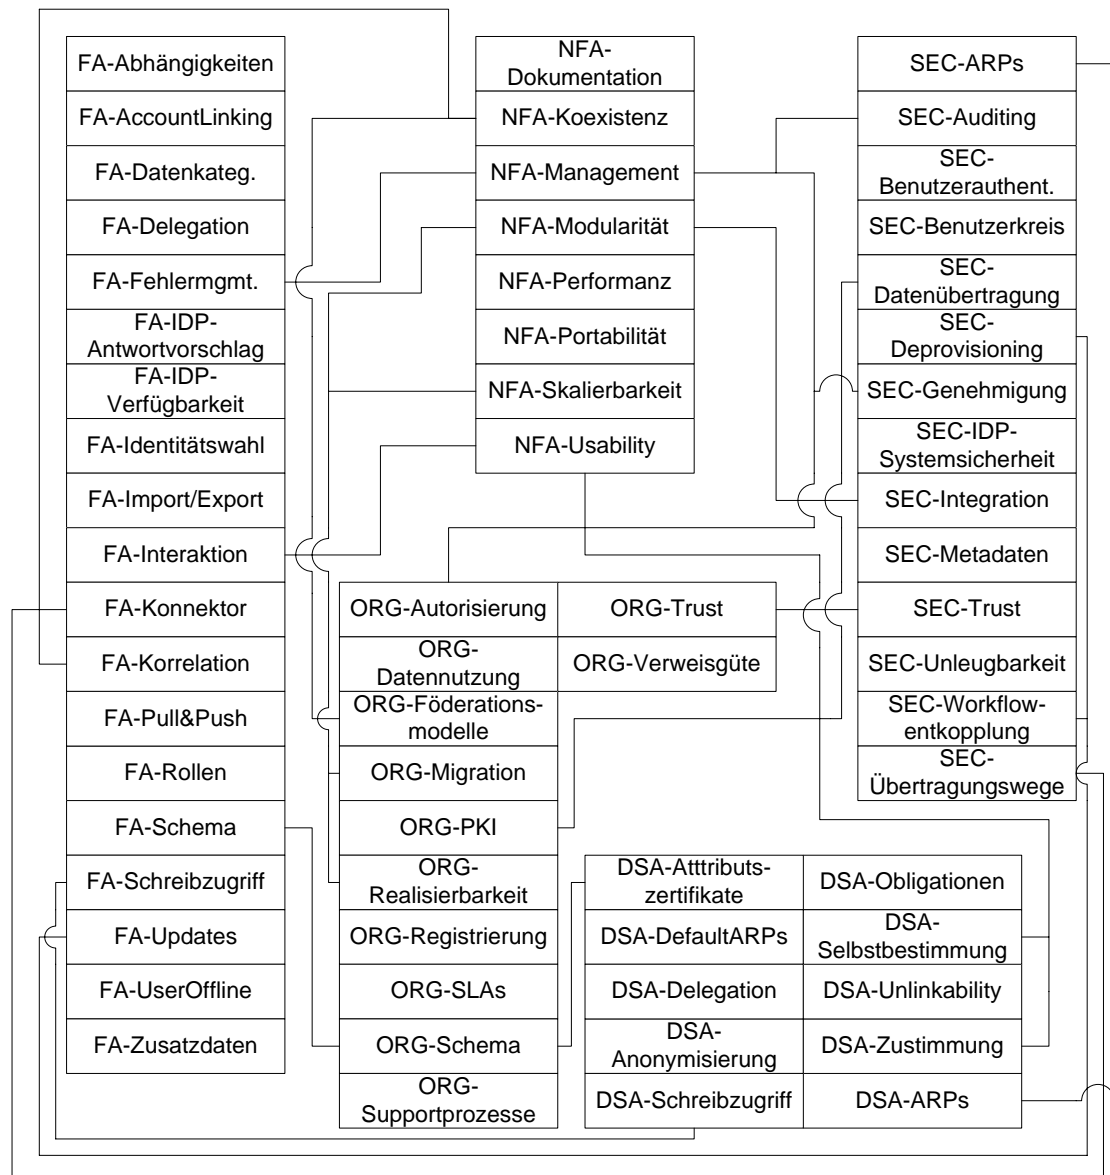 FA-Abhängigkeiten
FA-AccountLinking
FA-Datenkateg.
FA-Delegation
FA-Fehlermgmt.
FA-IDP-
Antwortvorschlag
FA-IDP-
Verfügbarkeit
FA-Identitätswahl
FA-Import/Export
FA-Interaktion
FA-Konnektor
FA-Korrelation
FA-Pull&Push
FA-Rollen
FA-Schema
FA-Schreibzugriff
FA-Updates
FA-UserOffline
FA-Zusatzdaten
NFA-
Dokumentation
NFA-Koexistenz
NFA-Management
NFA-Modularität
NFA-Performanz
NFA-Portabilität
NFA-Skalierbarkeit
NFA-Usability
SEC-ARPs
SEC-Auditing
SEC-
Benutzerauthent.
SEC-Benutzerkreis
SEC-
Datenübertragung
SEC-
Deprovisioning
SEC-Genehmigung
SEC-IDP-
Systemsicherheit
SEC-Integration
SEC-Metadaten
SEC-Trust
SEC-Unleugbarkeit
SEC-Workflow-
entkopplung
SEC-
Übertragungswege
ORG-Autorisierung
ORG-
Datennutzung
ORG-Föderations-
modelle
ORG-Migration
ORG-PKI
ORG-
Realisierbarkeit
ORG-Registrierung
ORG-SLAs
ORG-Schema
ORG-
Supportprozesse
ORG-Trust
ORG-Verweisgüte
DSA-Atttributs-
zertifikate
DSA-DefaultARPs
DSA-Delegation
DSA-
Anonymisierung
DSA-Schreibzugriff
DSA-Obligationen
DSA-
Selbstbestimmung
DSA-Unlinkability
DSA-Zustimmung
DSA-ARPs